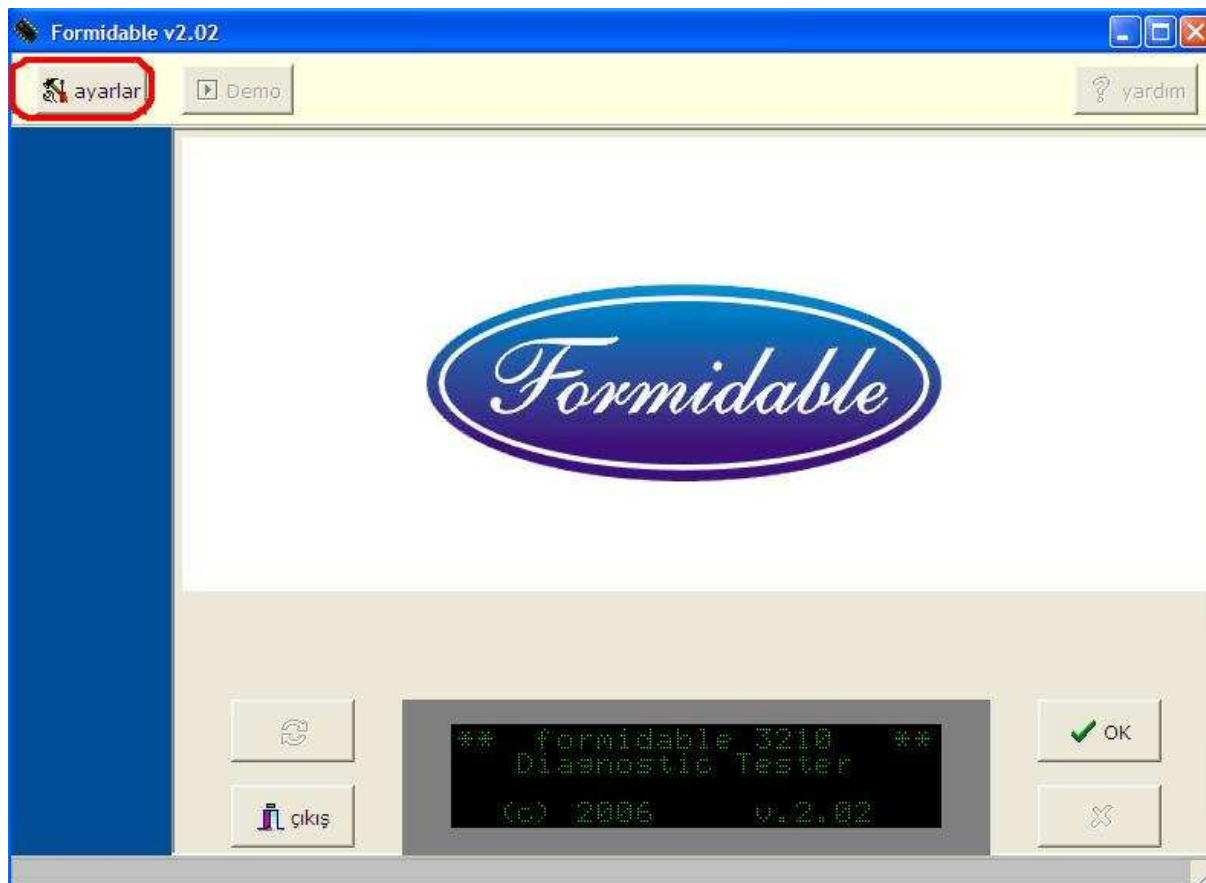 Formidable v2.02
ayarlar Demo ? yardım
Formidable
** formidable 3210 **
Diagnostic Tester
(c) 2006 v.2.02
OK
çıkış